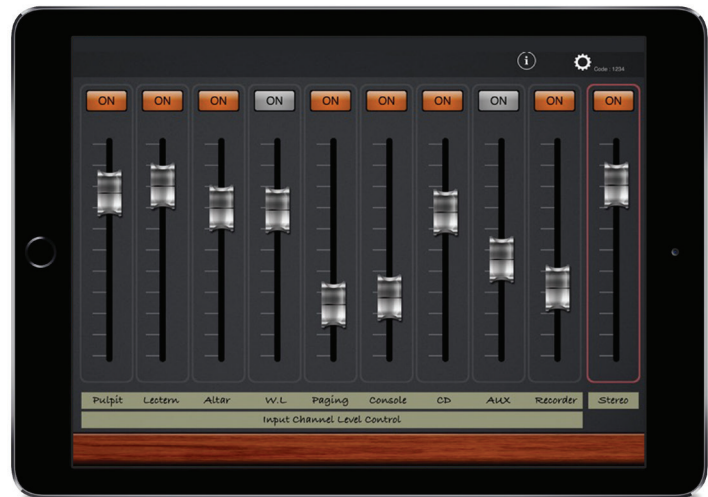 i
Code : 1234
ON ON ON ON ON ON ON ON ON ON
Pulpit Lectern Altar W.L Paging Console CD AUX Recorder Stereo
Input Channel Level Control